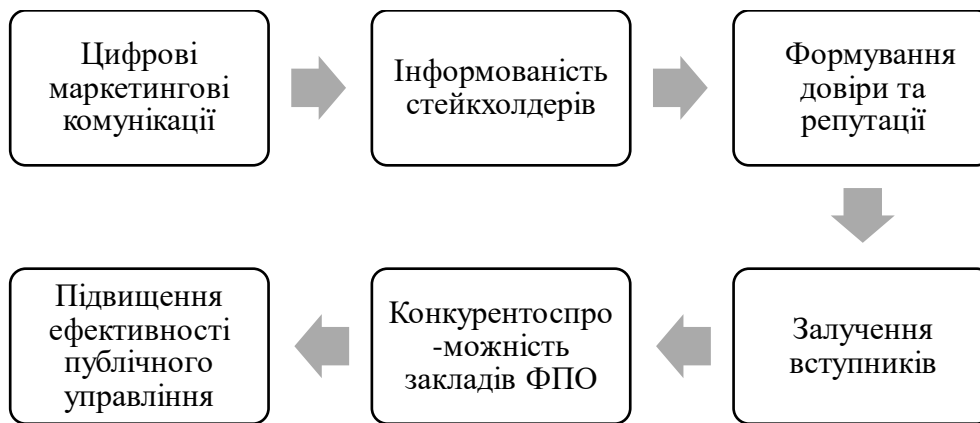 Цифрові
маркетингові
комунікації
Інформованість
стейкхолдерів
Формування
довіри та
репутації
Залучення
вступників
Конкурентоспро
-можність
закладів ФПО
Підвищення
ефективності
публічного
управління